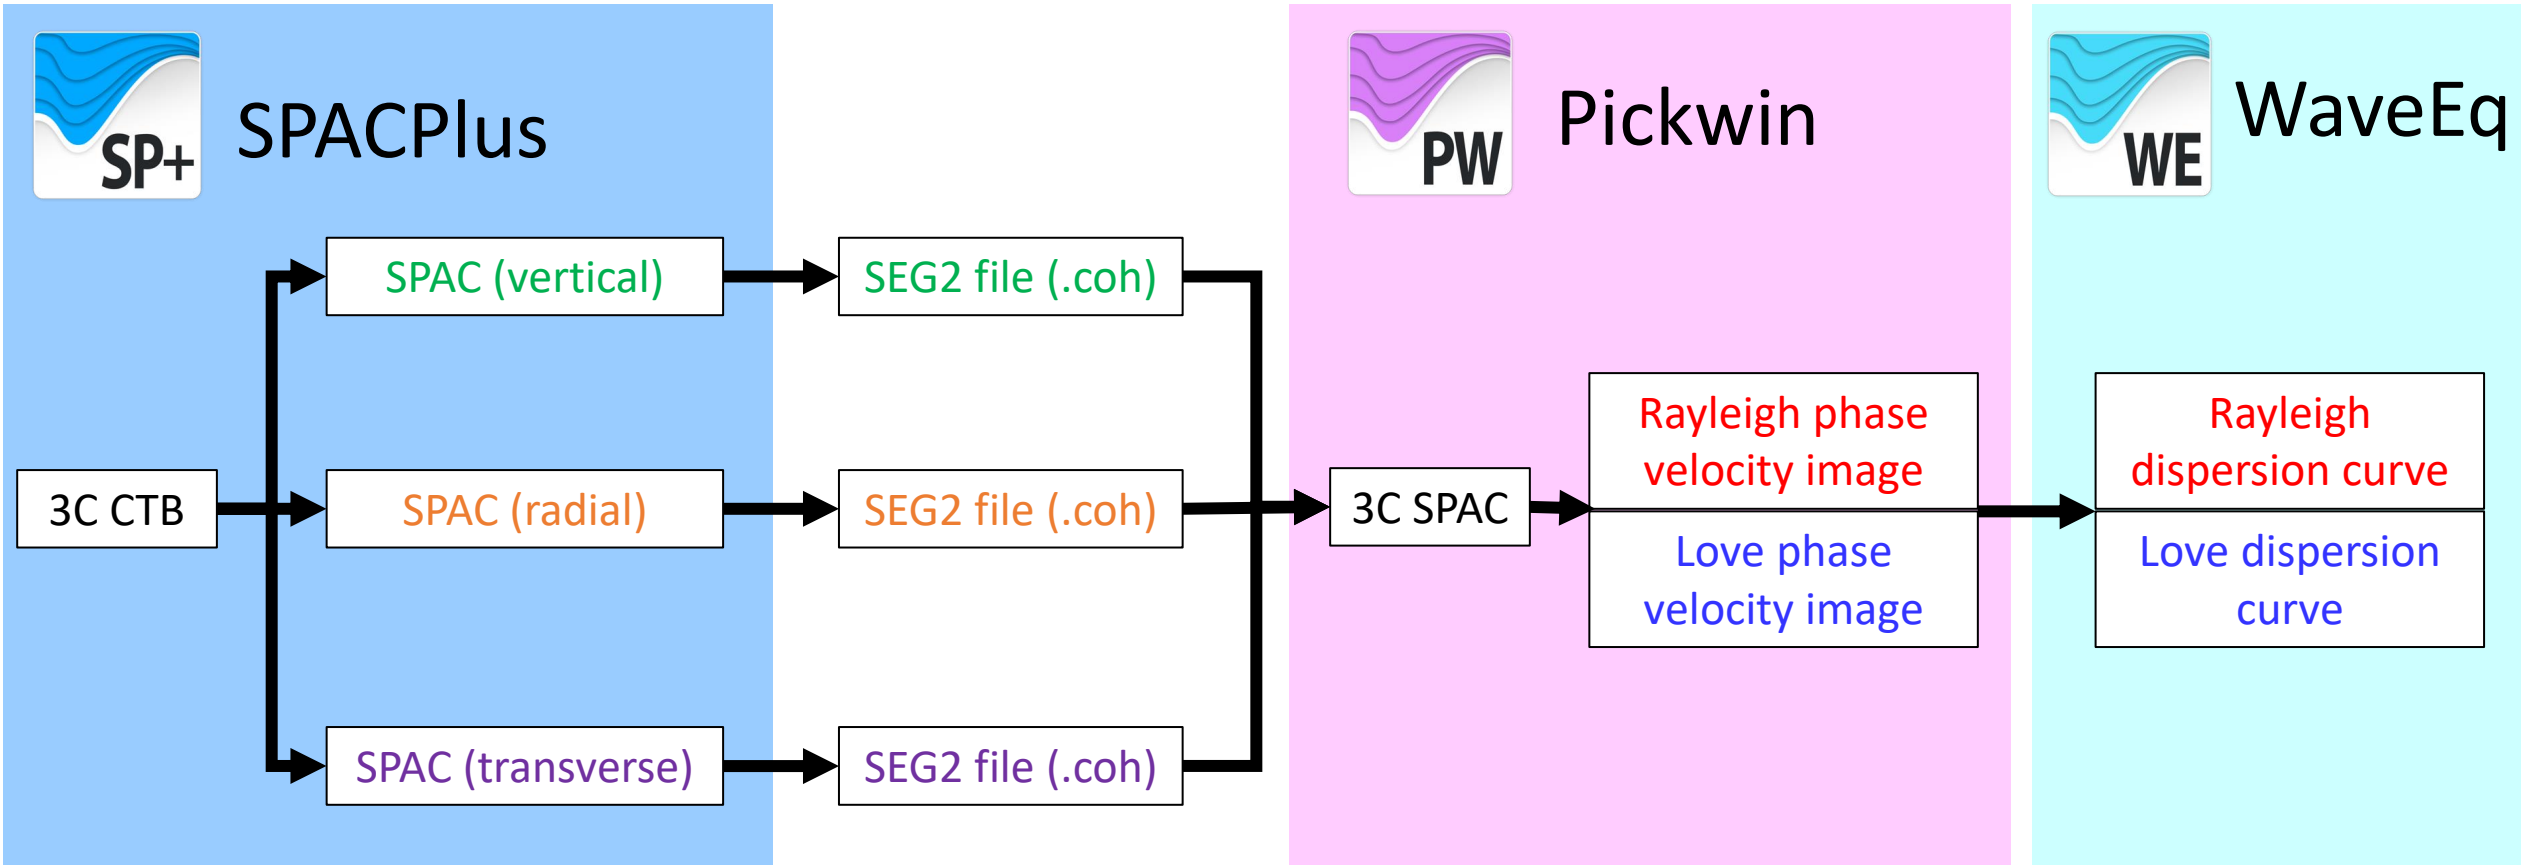 SP+
SPACPlus
PW
Pickwin
WE
WaveEq
SPAC (vertical)
SEG2 file (.coh)
3C CTB
SPAC (radial)
SEG2 file (.coh)
3C SPAC
Rayleigh phase
velocity image
Love phase
velocity image
Rayleigh
dispersion curve
Love dispersion
curve
SPAC (transverse)
SEG2 file (.coh)